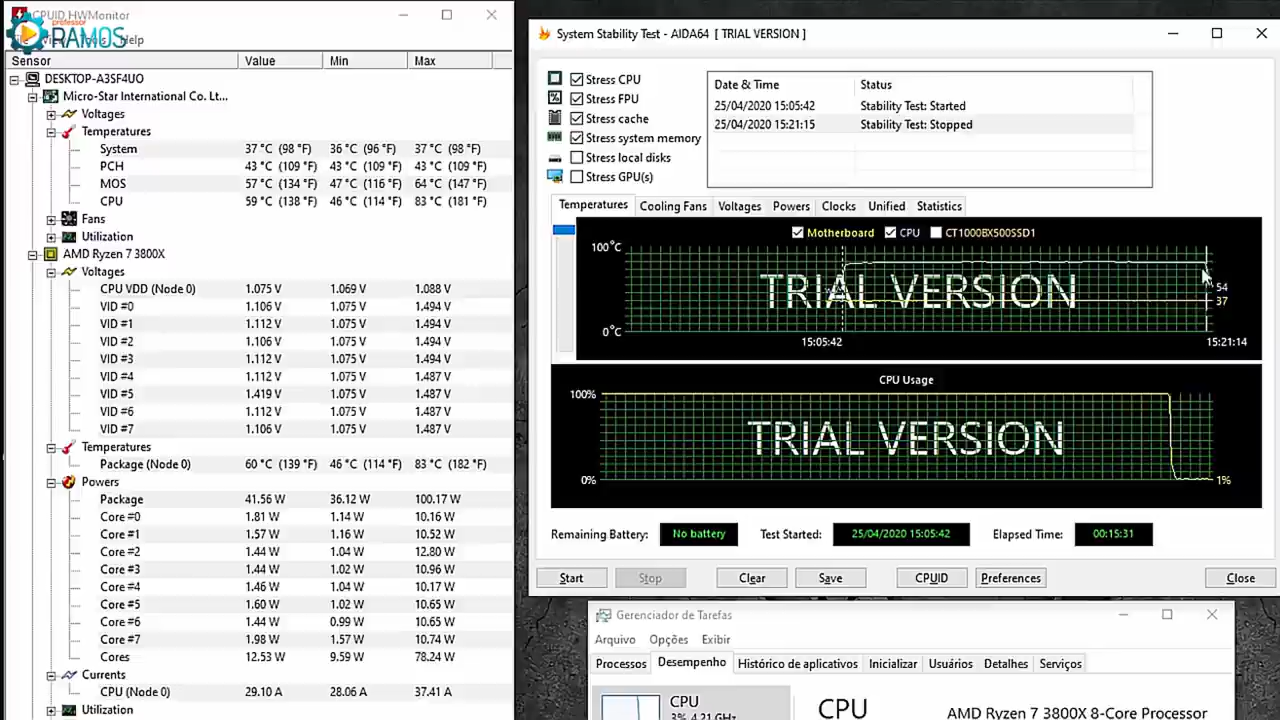 CPUID HWMonitor
professor
RAMOS
Help
Sensor Value Min Max
DESKTOP-A3SF4UO
Micro-Star International Co. Lt...
Voltages
Temperatures
System 37 °C (98 °F) 36 °C (96 °F) 37 °C (98 °F)
PCH 43 °C (109 °F) 43 °C (109 °F) 43 °C (109 °F)
MOS 57 °C (134 °F) 47 °C (116 °F) 64 °C (147 °F)
CPU 59 °C (138 °F) 46 °C (114 °F) 83 °C (181 °F)
Fans
Utilization
AMD Ryzen 7 3800X
Voltages
CPU VDD (Node 0) 1.075 V 1.069 V 1.088 V
VID #0 1.106 V 1.075 V 1.494 V
VID #1 1.112 V 1.075 V 1.494 V
VID #2 1.106 V 1.075 V 1.494 V
VID #3 1.112 V 1.075 V 1.494 V
VID #4 1.112 V 1.075 V 1.487 V
VID #5 1.419 V 1.075 V 1.487 V
VID #6 1.112 V 1.075 V 1.487 V
VID #7 1.106 V 1.075 V 1.487 V
Temperatures
Package (Node 0) 60 °C (139 °F) 46 °C (114 °F) 83 °C (182 °F)
Powers
Package 41.56 W 36.12 W 100.17 W
Core #0 1.81 W 1.14 W 10.16 W
Core #1 1.57 W 1.16 W 10.52 W
Core #2 1.44 W 1.04 W 12.80 W
Core #3 1.44 W 1.04 W 10.96 W
Core #4 1.46 W 1.04 W 10.17 W
Core #5 1.60 W 1.02 W 10.65 W
Core #6 1.44 W 0.99 W 10.65 W
Core #7 1.98 W 1.57 W 10.74 W
Cores 12.53 W 9.59 W 78.24 W
Currents
CPU (Node 0) 29.10 A 28.06 A 37.41 A
Utilization
System Stability Test - AIDA64 [ TRIAL VERSION ]
Stress CPU
Stress FPU
Stress cache
Stress system memory
Stress local disks
Stress GPU(s)
Date & Time Status
25/04/2020 15:05:42 Stability Test: Started
25/04/2020 15:21:15 Stability Test: Stopped
Temperatures Cooling Fans Voltages Powers Clocks Unified Statistics
Motherboard CPU CT1000BX500SSD1
100°C
TRIAL VERSION
54
37
0°C
15:05:42 15:21:14
CPU Usage
100%
TRIAL VERSION
0% 1%
Remaining Battery: No battery Test Started: 25/04/2020 15:05:42 Elapsed Time: 00:15:31
Start Stop Clear Save CPUID Preferences Close
Gerenciador de Tarefas
Arquivo Opções Exibir
Processos Desempenho Histórico de aplicativos Inicializar Usuários Detalhes Serviços
CPU
3% 4,21 GHz
CPU AMD Ryzen 7 3800X 8-Core Processor